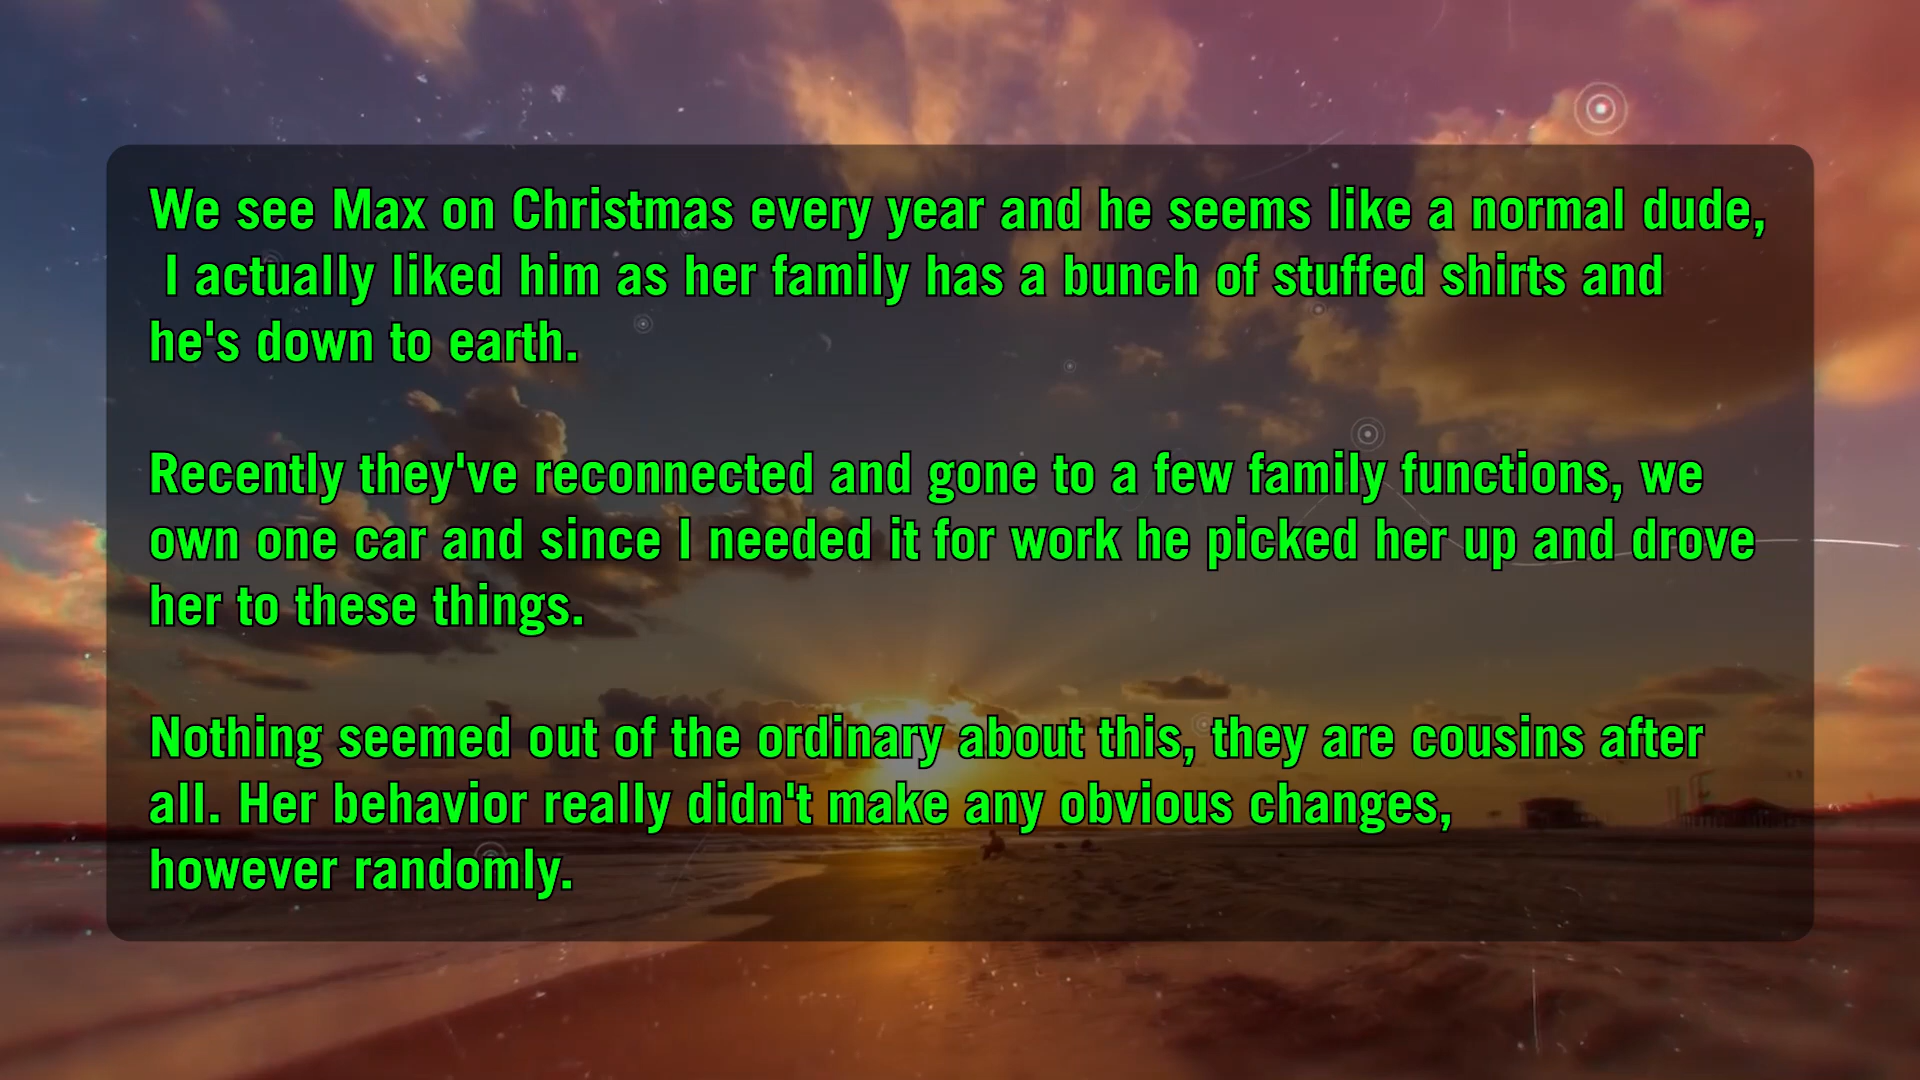 We see Max on Christmas every year and he seems like a normal dude,
I actually liked him as her family has a bunch of stuffed shirts and
he's down to earth.
Recently they've reconnected and gone to a few family functions, we
own one car and since I needed it for work he picked her up and drove
her to these things.
Nothing seemed out of the ordinary about this, they are cousins after
all. Her behavior really didn't make any obvious changes,
however randomly.